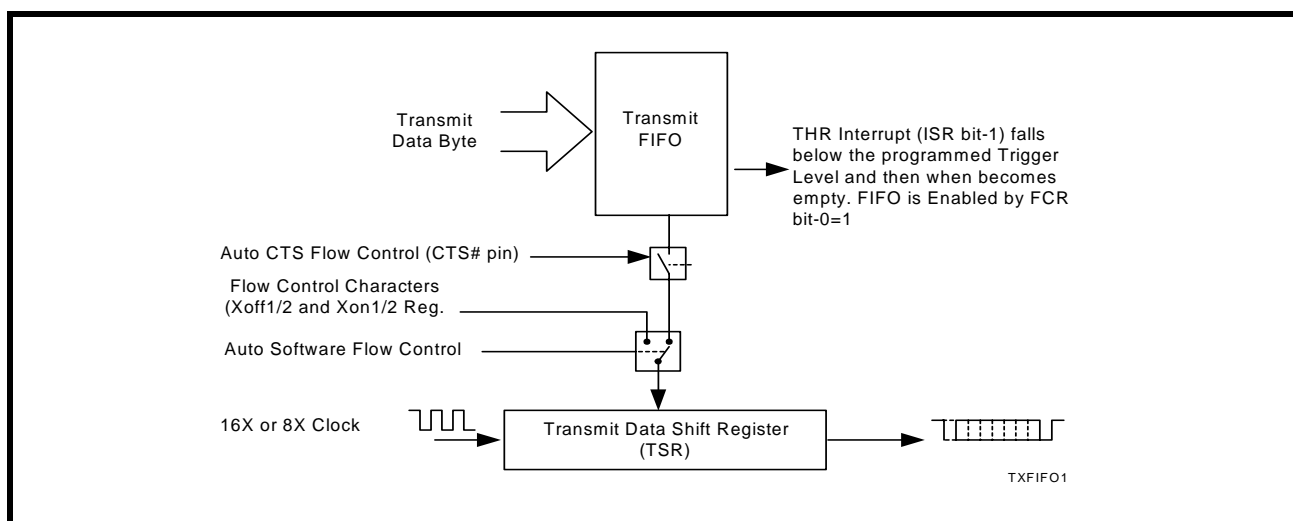 Transmit
Data Byte
Transmit
FIFO
THR Interrupt (ISR bit-1) falls
below the programmed Trigger
Level and then when becomes
empty. FIFO is Enabled by FCR
bit-0=1
Auto CTS Flow Control (CTS# pin)
Flow Control Characters
(Xoff1/2 and Xon1/2 Reg.
Auto Software Flow Control
16X or 8X Clock
Transmit Data Shift Register
(TSR)
TXFIFO1